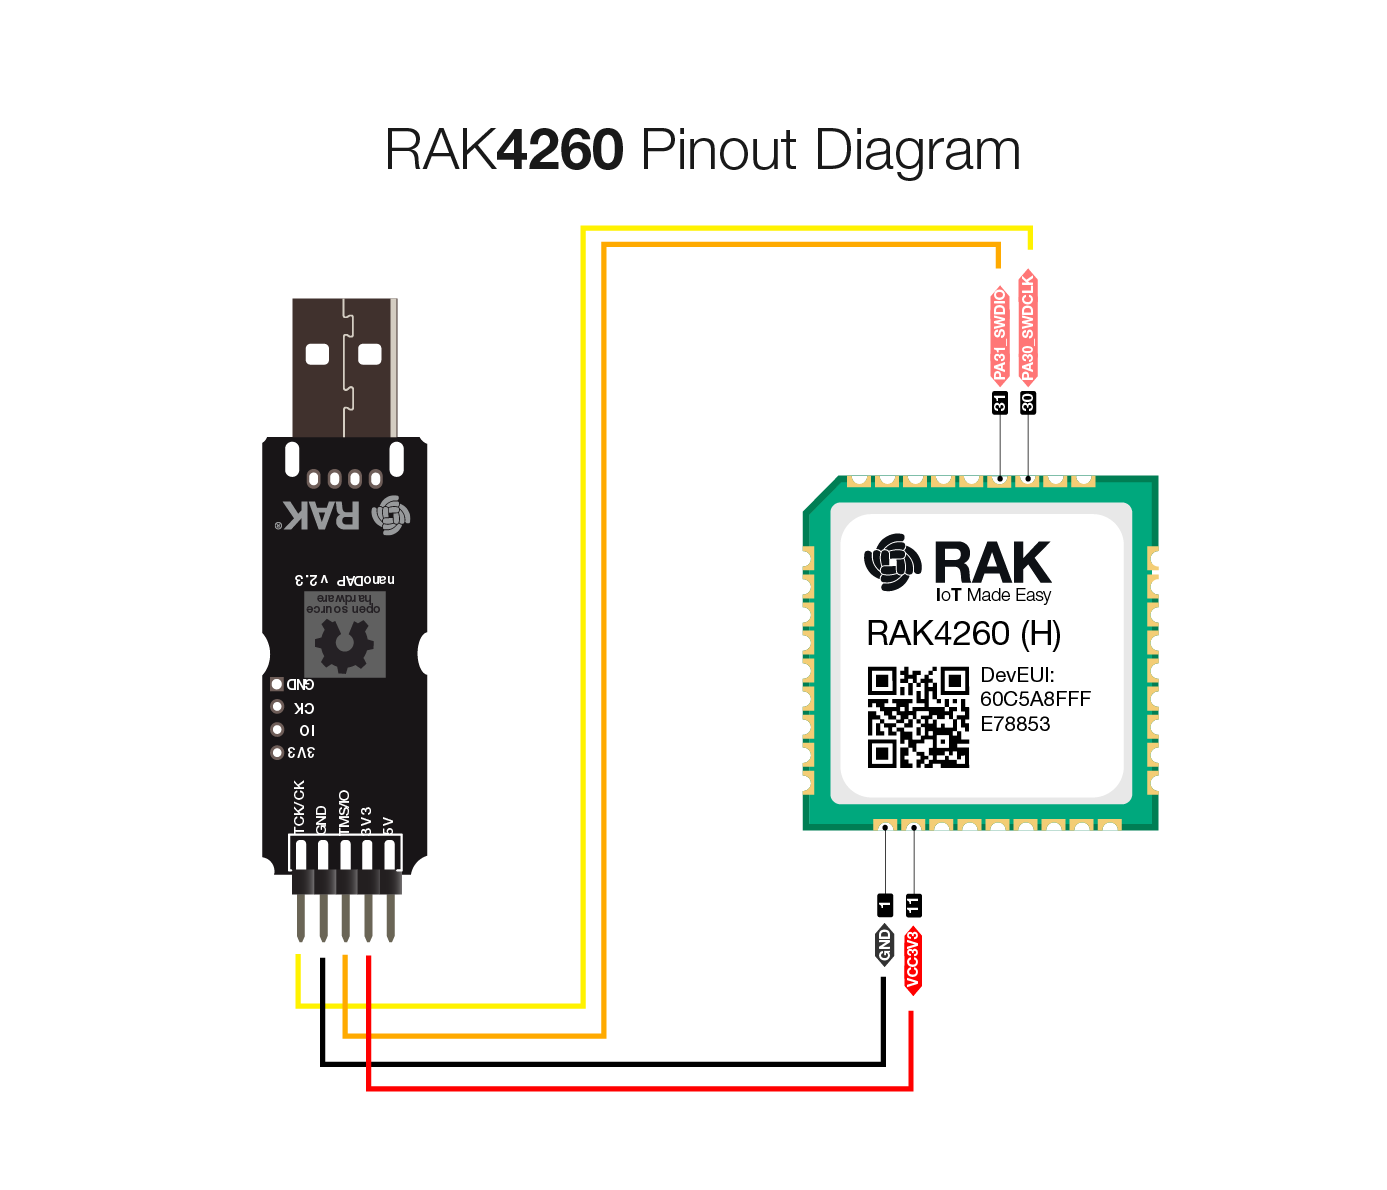 RAK4260 Pinout Diagram
PA31_SWDIO
PA30_SWDCLK
31
30
RAK®
nanoDAP v2.3
open source
hardware
GND
CK
IO
3V3
TCK/CK
GND
TMS/IO
3V3
5V
RAK
IoT Made Easy
RAK4260 (H)
DevEUI:
60C5A8FFF
E78853
1
11
GND
VCC3V3